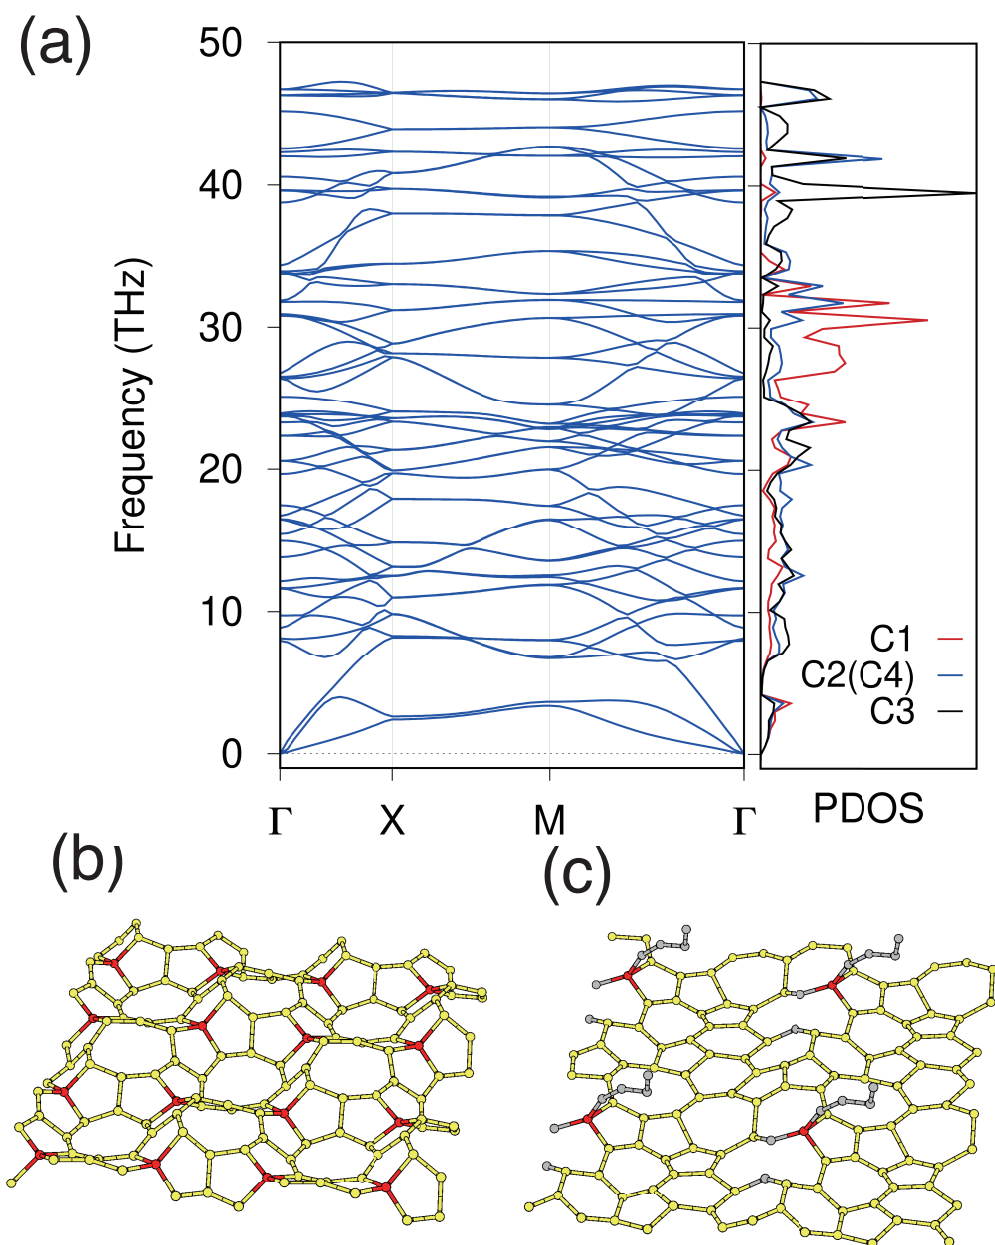 (a)
50
40
30
20
10
0
Frequency (THz)
Γ X M Γ
C1
C2(C4)
C3
PDOS
(b)
(c)